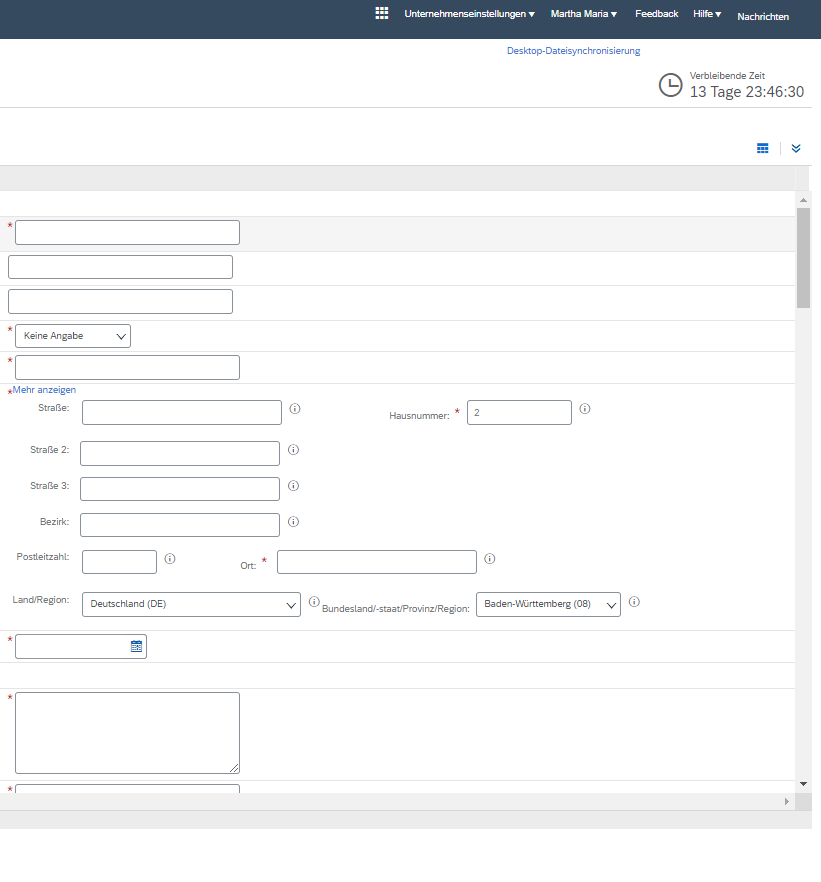 Unternehmenseinstellungen ▾ Martha Maria ▾ Feedback Hilfe ▾ Nachrichten
Desktop-Dateisynchronisierung
Verbleibende Zeit
13 Tage 23:46:30
*
* Keine Angabe
*
*Mehr anzeigen
Straße: Hausnummer: * 2
Straße 2:
Straße 3:
Bezirk:
Postleitzahl: Ort: *
Land/Region: Deutschland (DE) Bundesland/-staat/Provinz/Region: Baden-Württemberg (08)
*
*
*